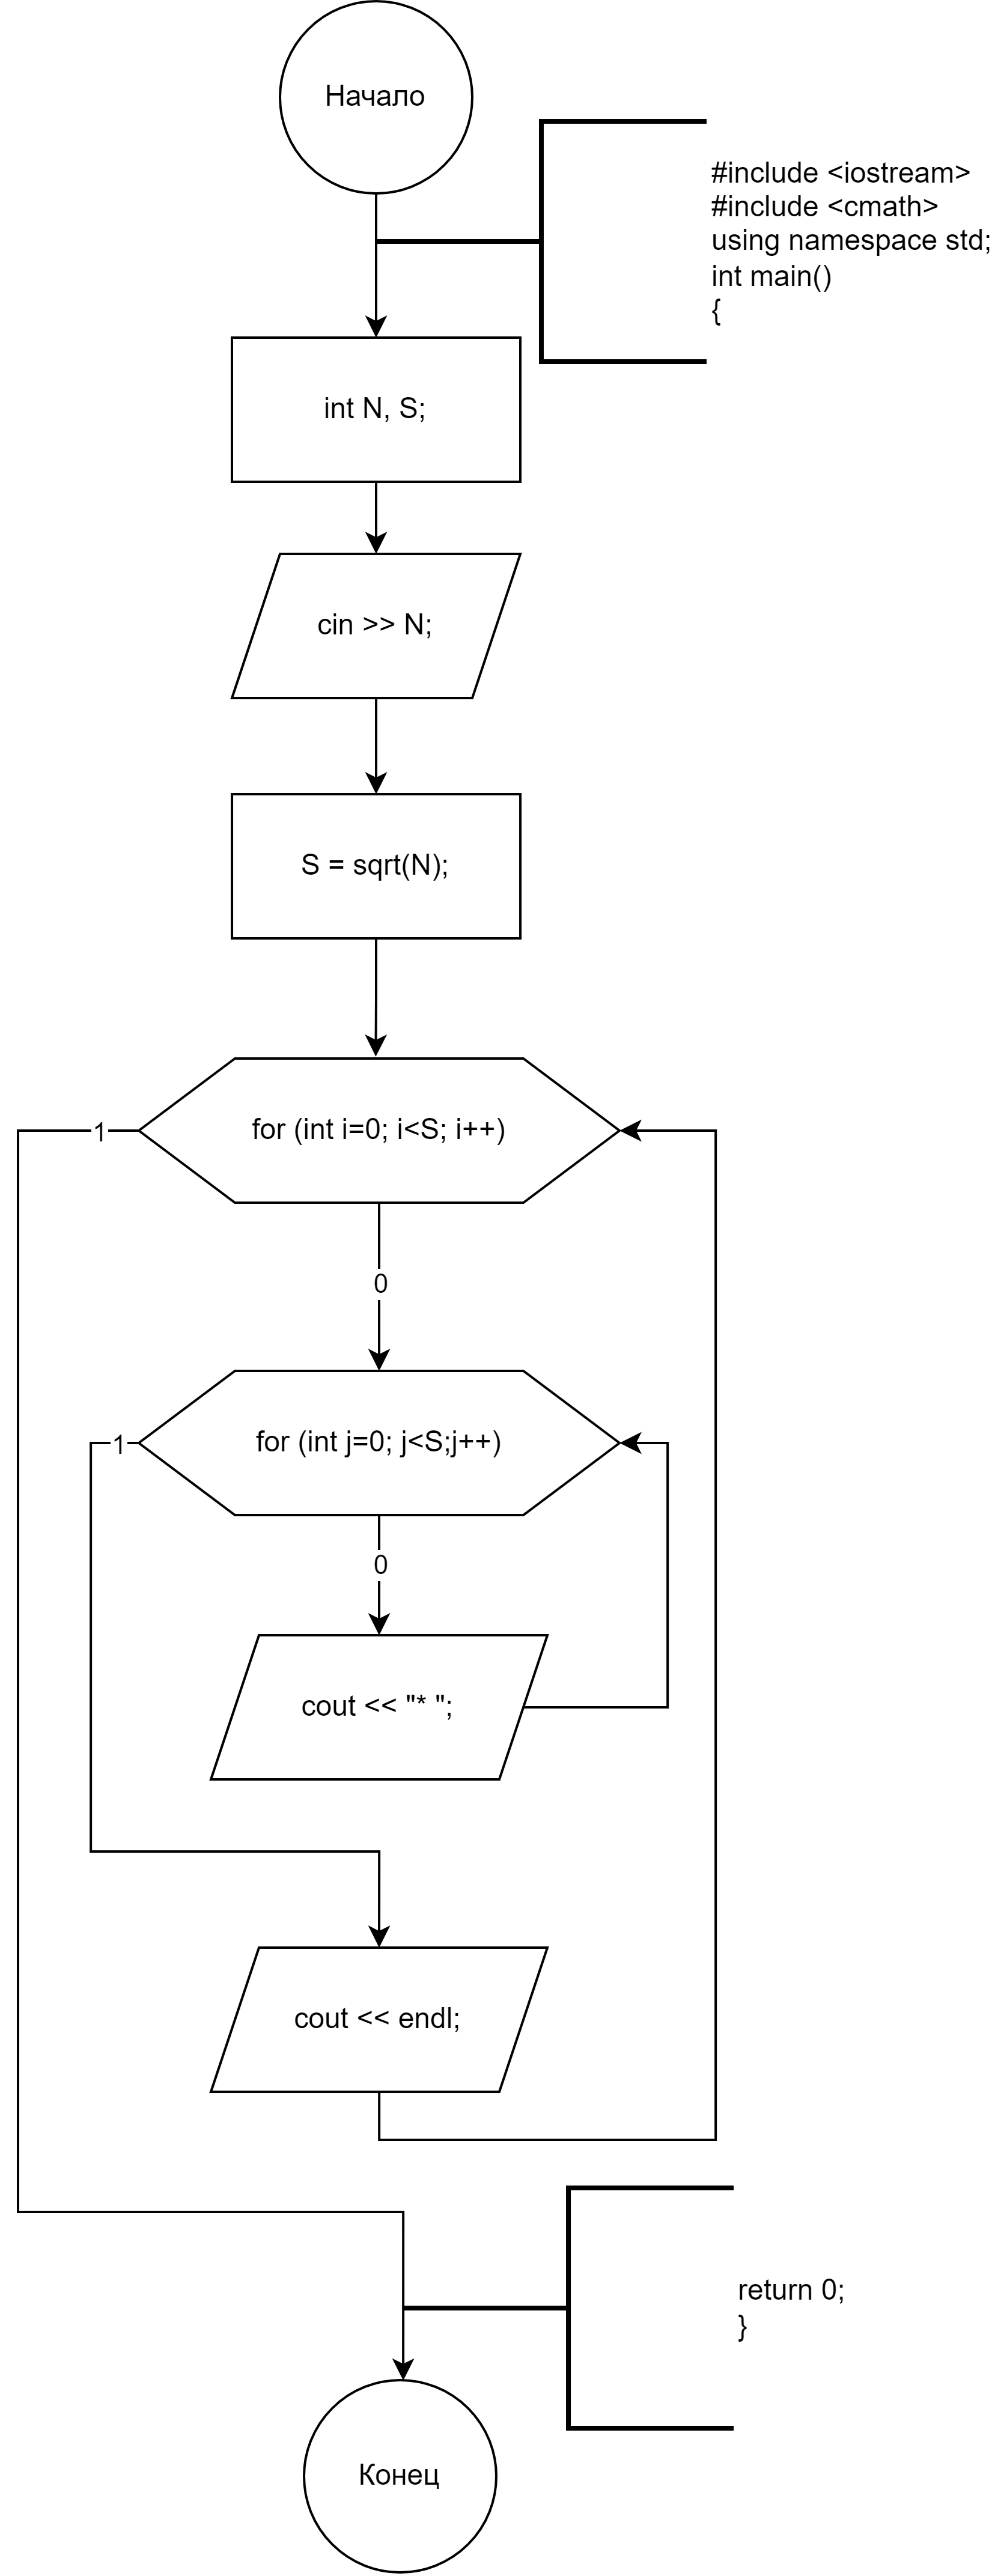 Начало
#include <iostream>
#include <cmath>
using namespace std;
int main()
{
int N, S;
cin >> N;
S = sqrt(N);
for (int i=0; i<S; i++)
1
0
for (int j=0; j<S;j++)
1
0
cout << "* ";
cout << endl;
return 0;
}
Конец